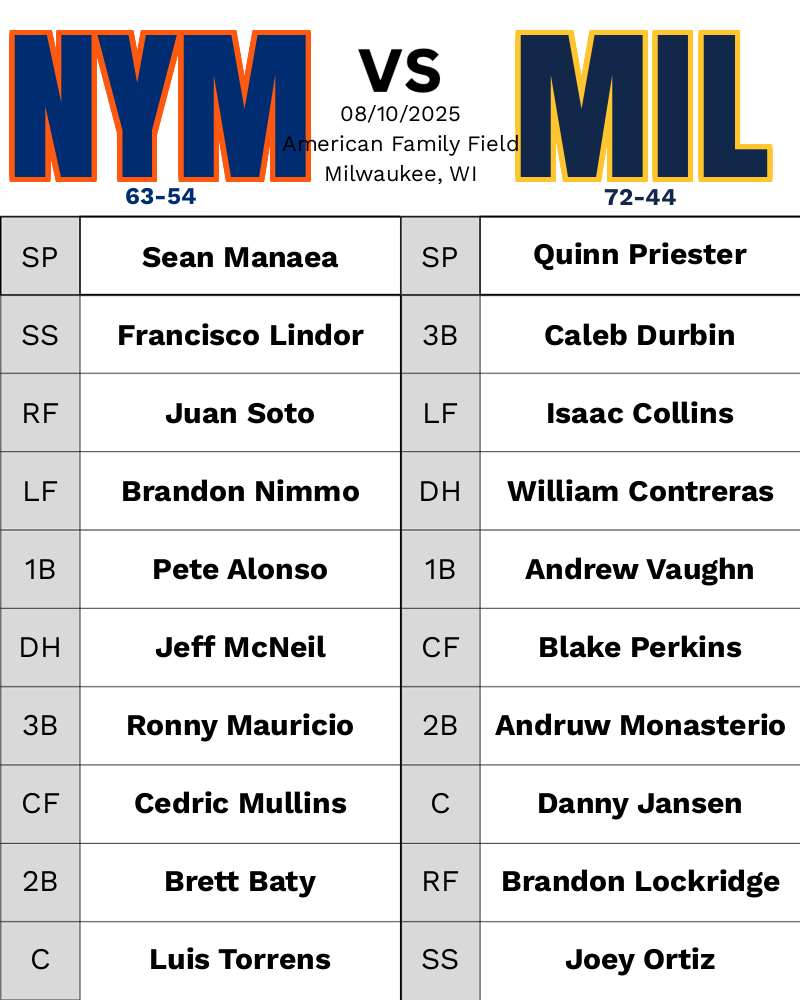 NYM
VS
MIL
08/10/2025
American Family Field
Milwaukee, WI
63-54
72-44
SP Sean Manaea SP Quinn Priester
SS Francisco Lindor 3B Caleb Durbin
RF Juan Soto LF Isaac Collins
LF Brandon Nimmo DH William Contreras
1B Pete Alonso 1B Andrew Vaughn
DH Jeff McNeil CF Blake Perkins
3B Ronny Mauricio 2B Andruw Monasterio
CF Cedric Mullins C Danny Jansen
2B Brett Baty RF Brandon Lockridge
C Luis Torrens SS Joey Ortiz